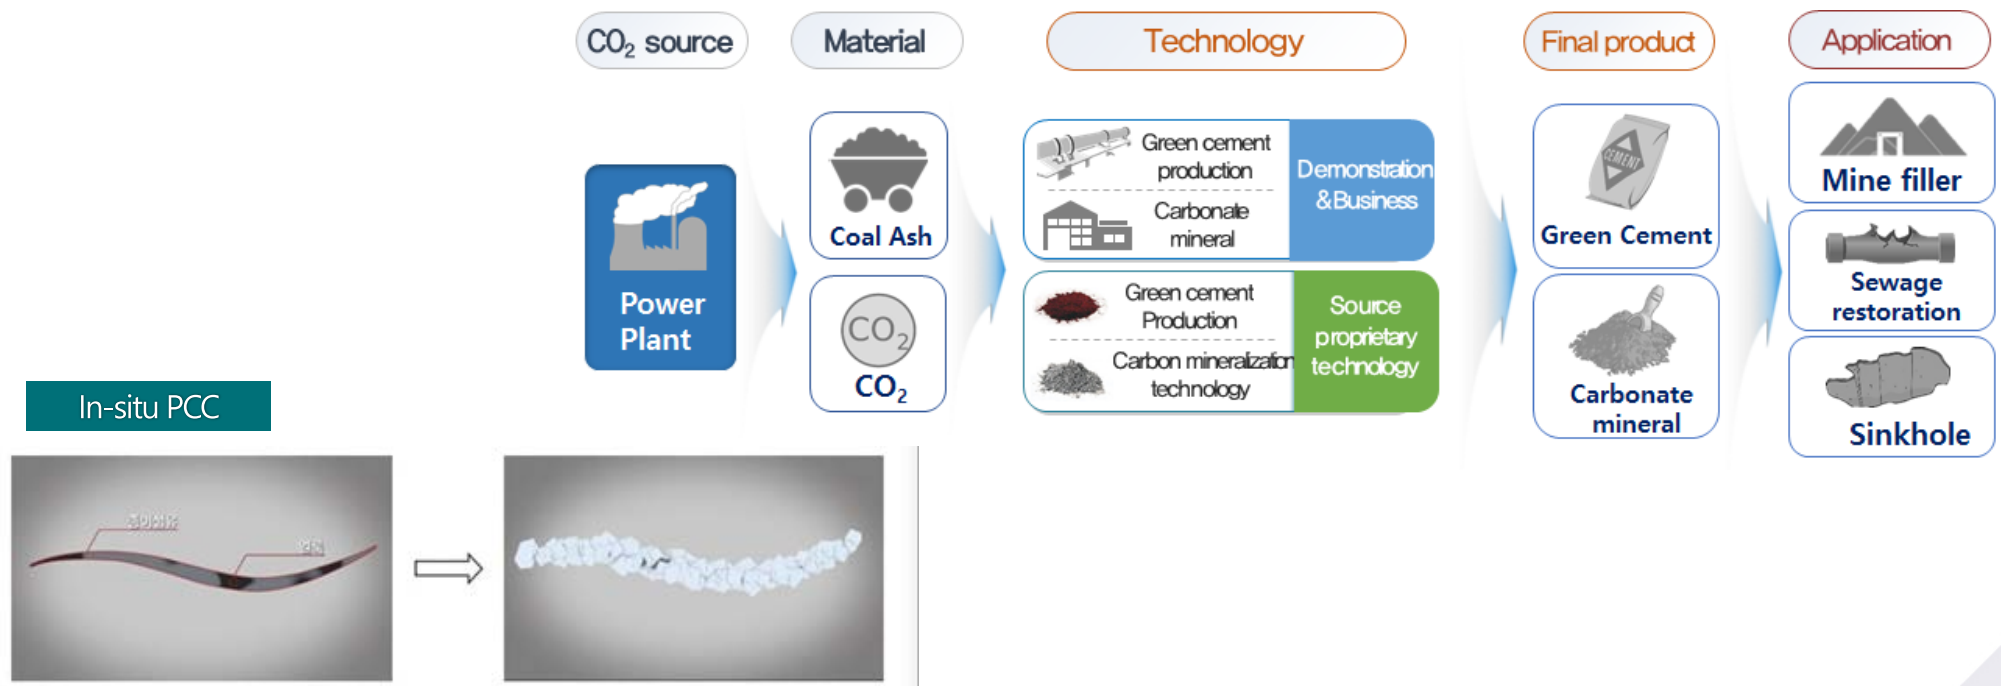 CO₂ source
Material
Technology
Final product
Application
Power
Plant
Coal Ash
CO₂
CO₂
Green cement
production
Carbonate
mineral
Demonstration
&Business
Green cement
Production
Carbon mineralization
technology
Source
proprietary
technology
CEMENT
Green Cement
Carbonate
mineral
Mine filler
Sewage
restoration
Sinkhole
In-situ PCC